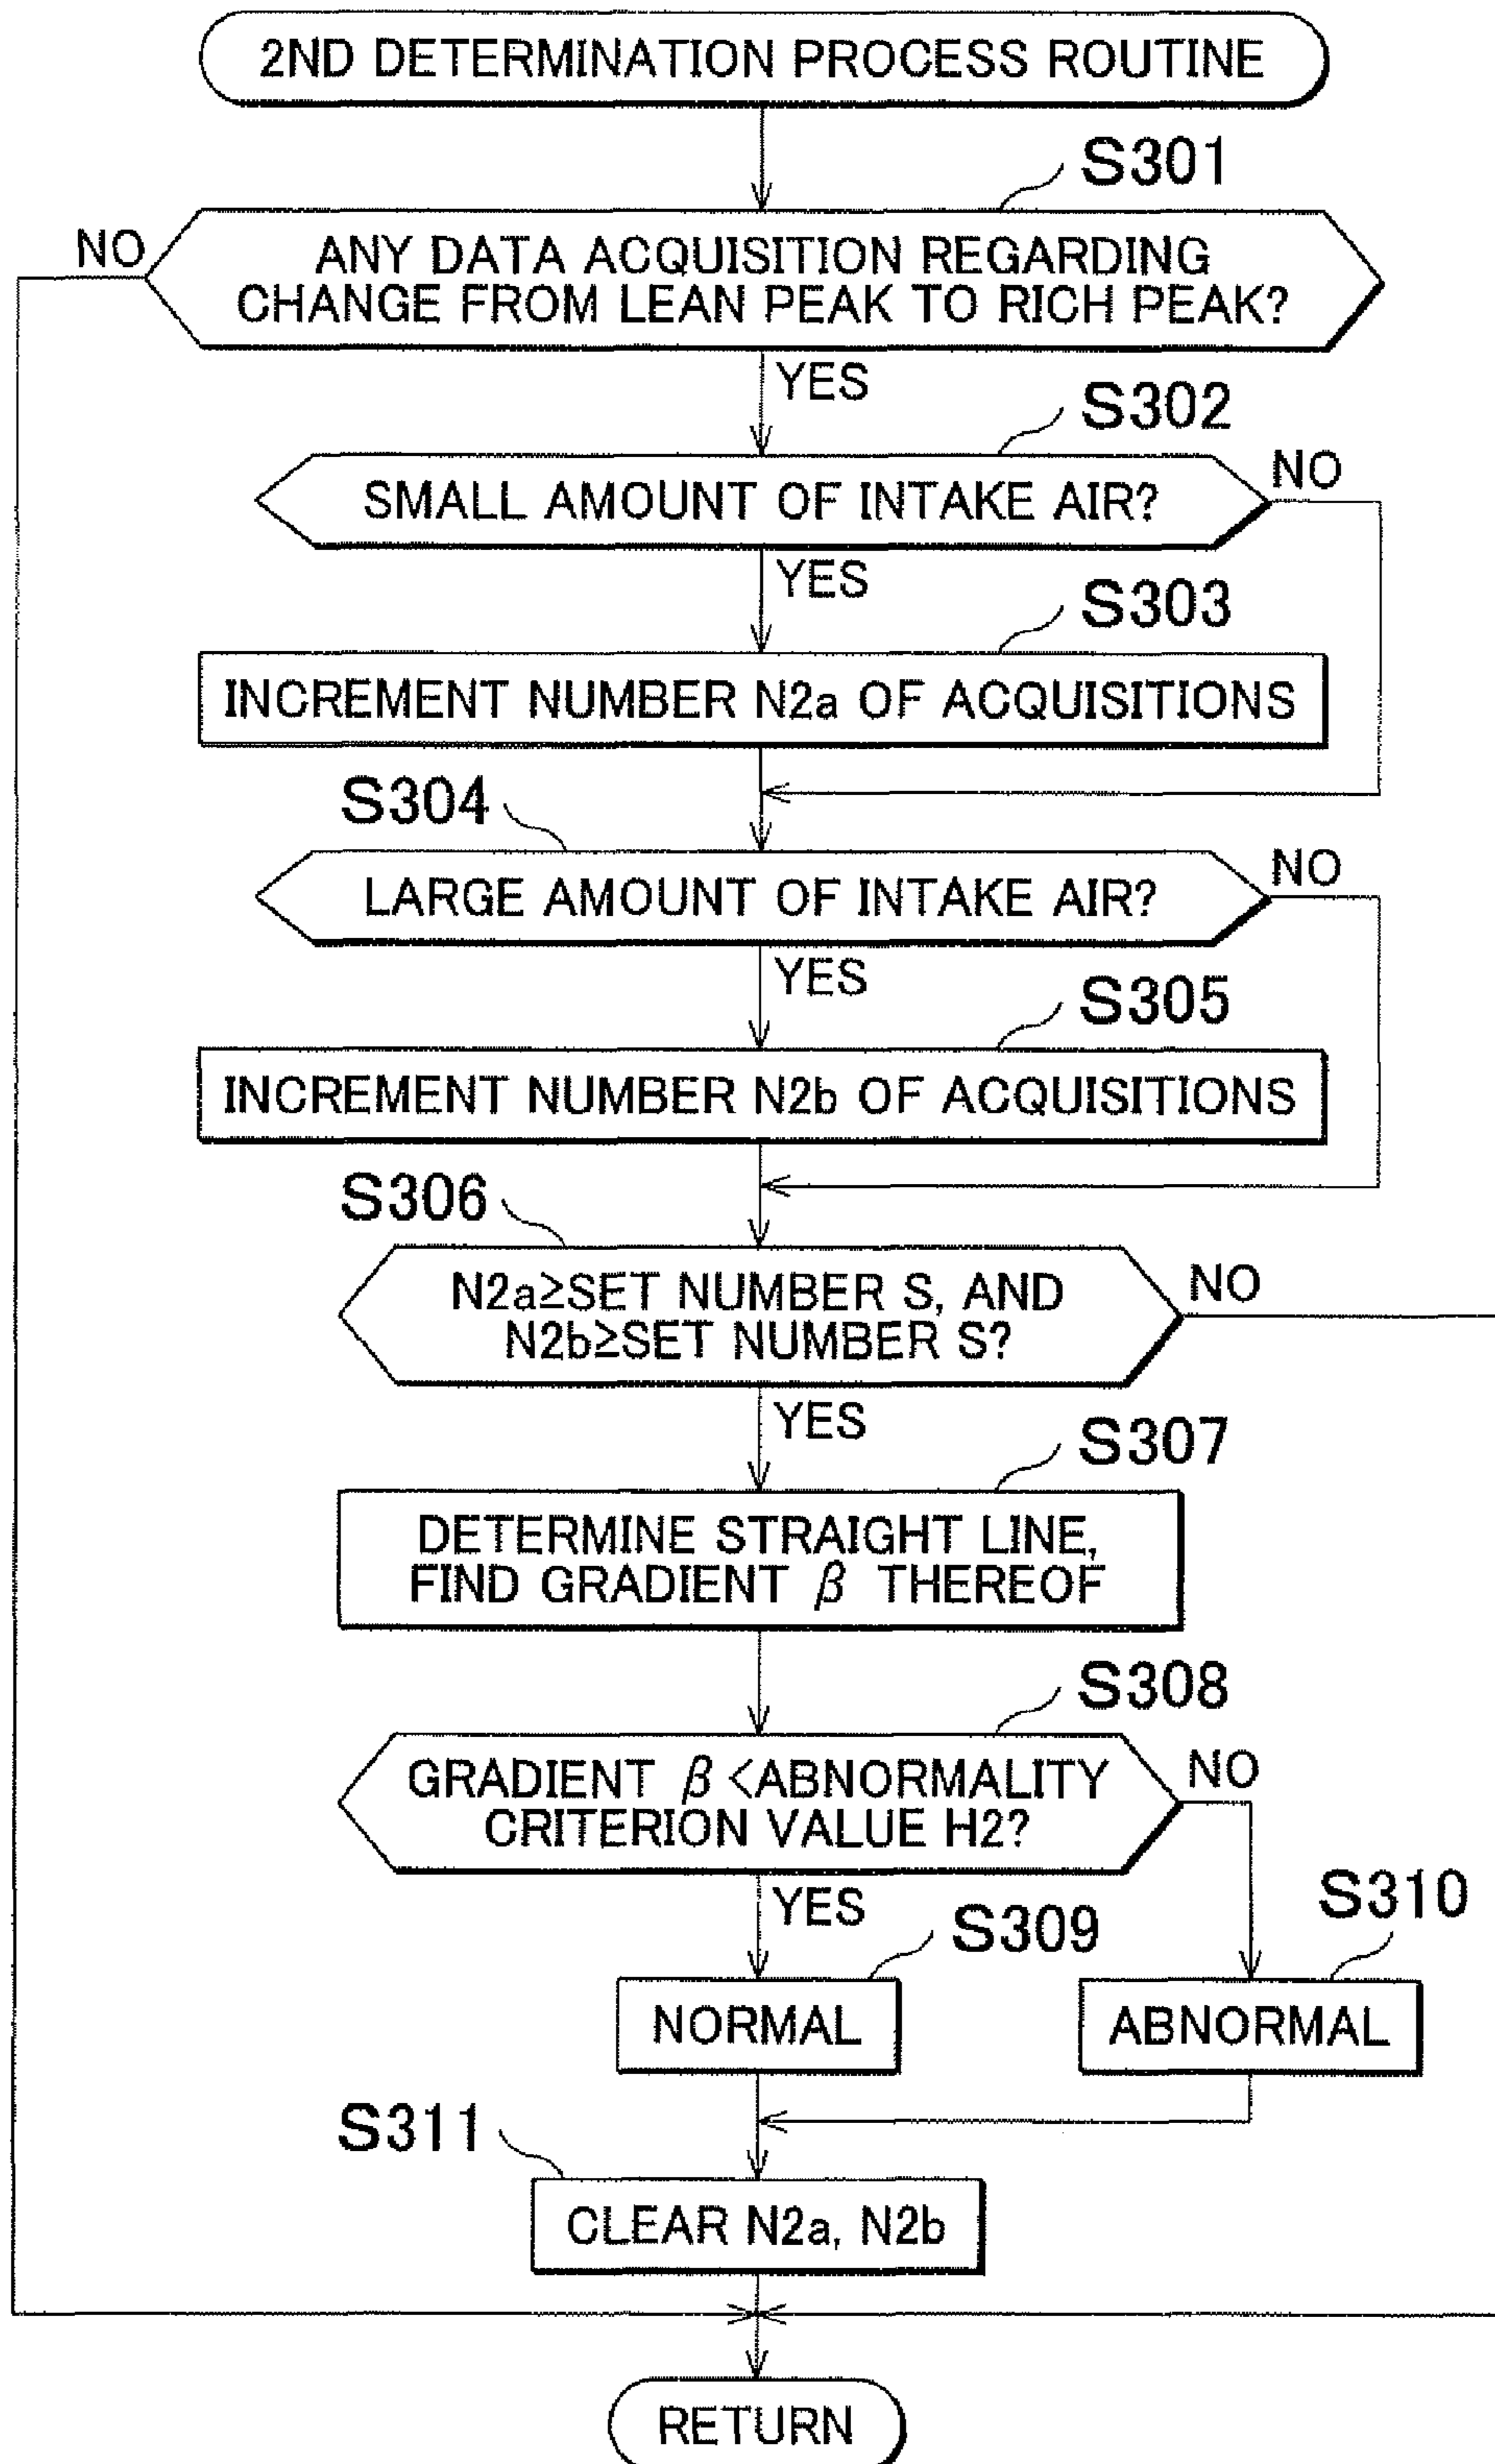 2ND DETERMINATION PROCESS ROUTINE
S301
NO
ANY DATA ACQUISITION REGARDING
CHANGE FROM LEAN PEAK TO RICH PEAK?
YES
S302
NO
SMALL AMOUNT OF INTAKE AIR?
YES
S303
INCREMENT NUMBER N2a OF ACQUISITIONS
S304
NO
LARGE AMOUNT OF INTAKE AIR?
YES
S305
INCREMENT NUMBER N2b OF ACQUISITIONS
S306
N2a≥SET NUMBER S, AND
NO
N2b≥SET NUMBER S?
YES
S307
DETERMINE STRAIGHT LINE,
FIND GRADIENT β THEREOF
S308
GRADIENT β <ABNORMALITY
NO
CRITERION VALUE H2?
YES
S309
S310
NORMAL
ABNORMAL
S311
CLEAR N2a, N2b
RETURN